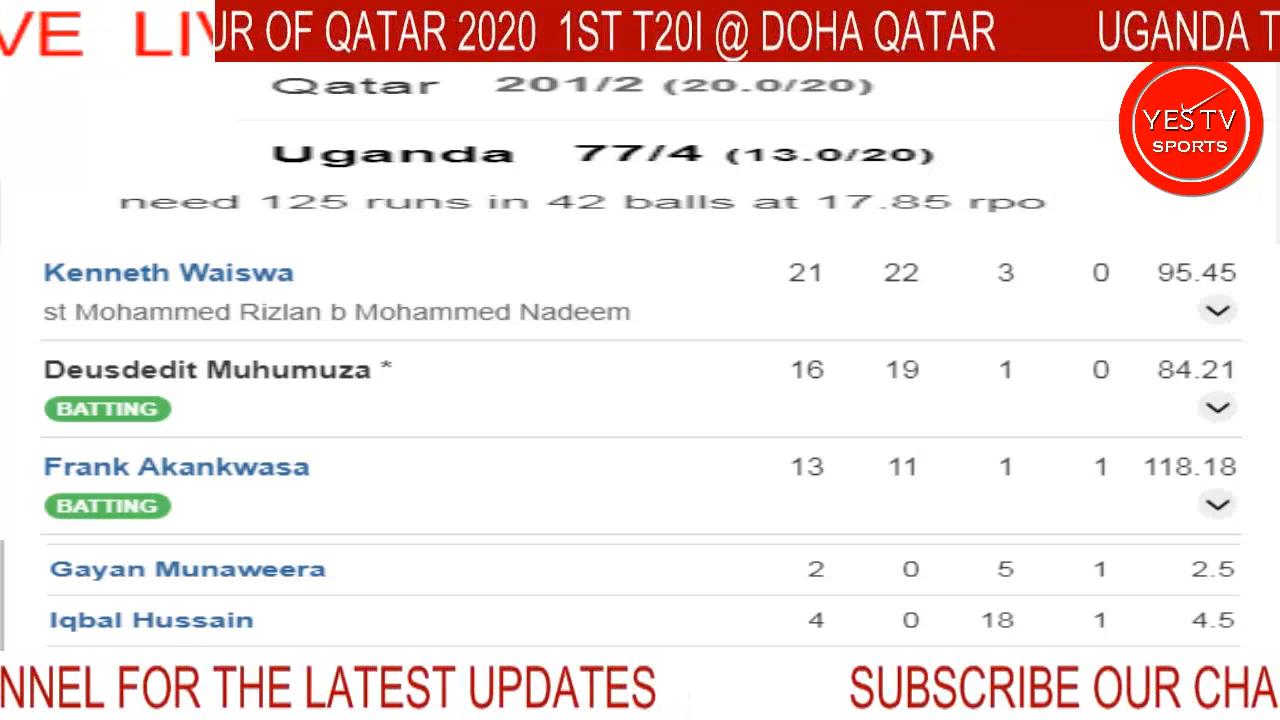 VE LIV
UR OF QATAR 2020 1ST T20I @ DOHA QATAR UGANDA T
Qatar 201/2 (20.0/20)
YES TV
SPORTS
Uganda 77/4 (13.0/20)
need 125 runs in 42 balls at 17.85 rpo
Kenneth Waiswa 21 22 3 0 95.45
st Mohammed Rizlan b Mohammed Nadeem
Deusdedit Muhumuza * 16 19 1 0 84.21
BATTING
Frank Akankwasa 13 11 1 1 118.18
BATTING
Gayan Munaweera 2 0 5 1 2.5
Iqbal Hussain 4 0 18 1 4.5
NNEL FOR THE LATEST UPDATES SUBSCRIBE OUR CHA